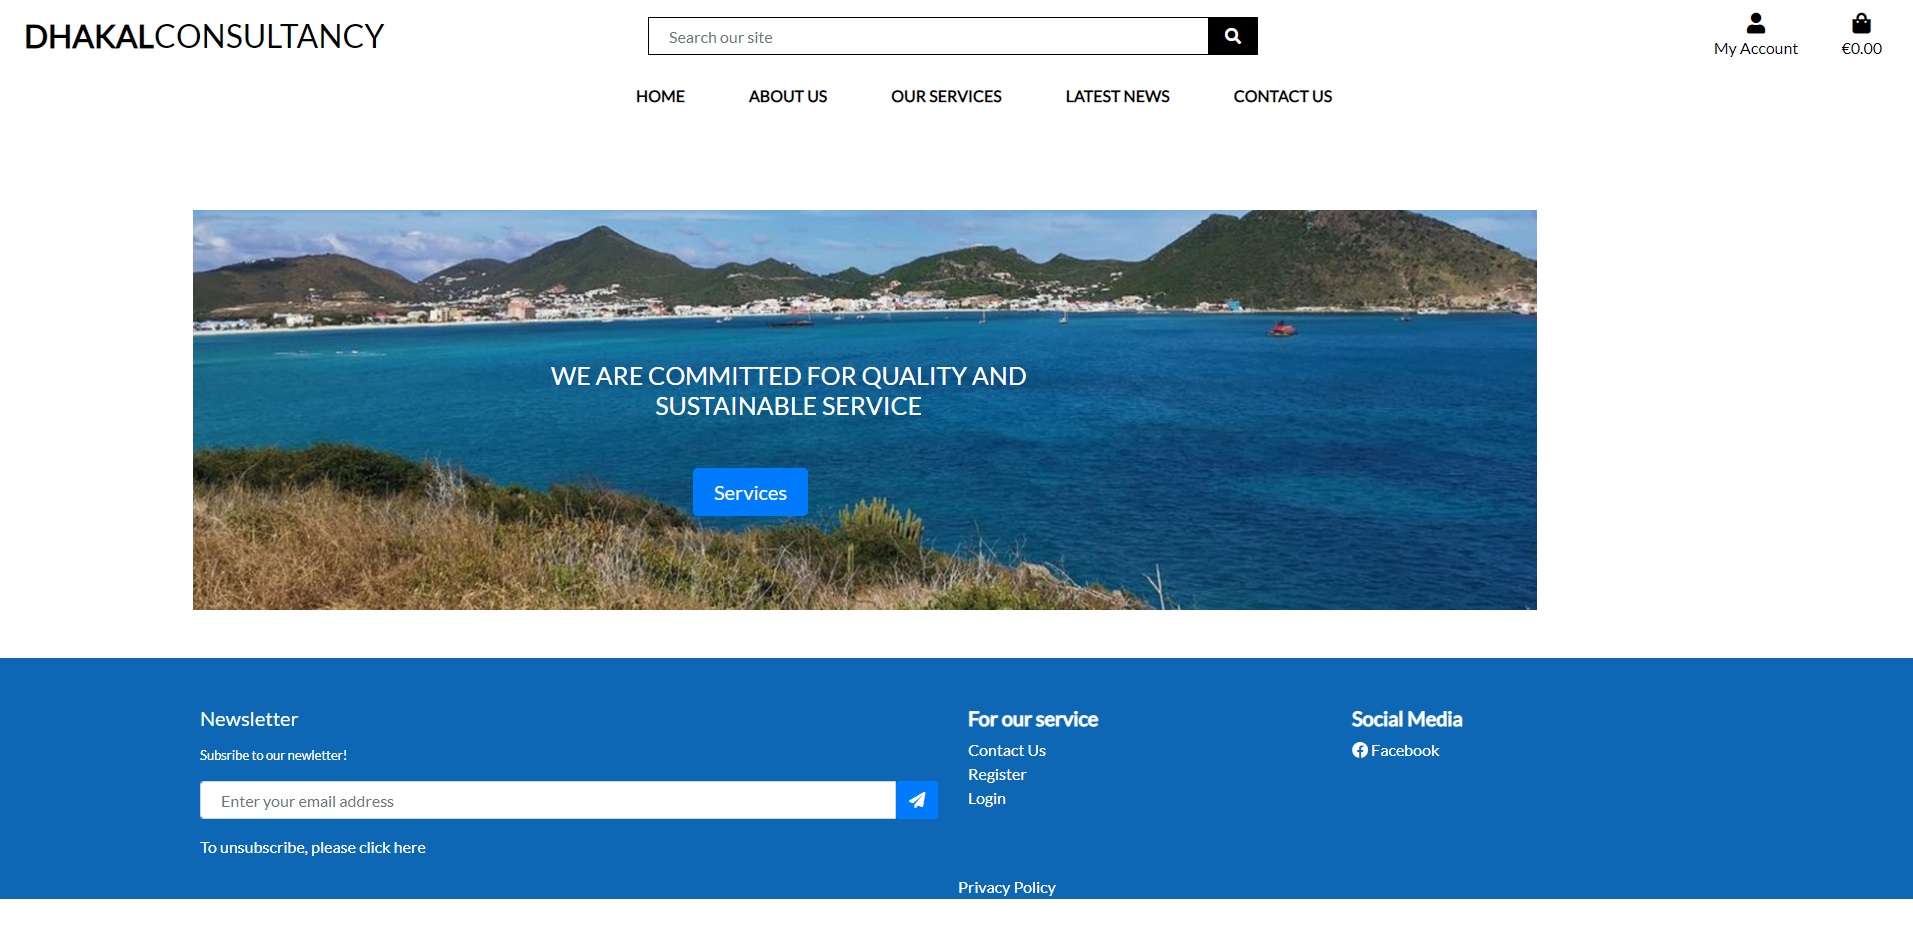 DHAKALCONSULTANCY
Search our site
My Account
€0.00
HOME ABOUT US OUR SERVICES LATEST NEWS CONTACT US
WE ARE COMMITTED FOR QUALITY AND
SUSTAINABLE SERVICE
Services
Newsletter
Subsribe to our newletter!
Enter your email address
To unsubscribe, please click here
For our service
Contact Us
Register
Login
Social Media
Facebook
Privacy Policy